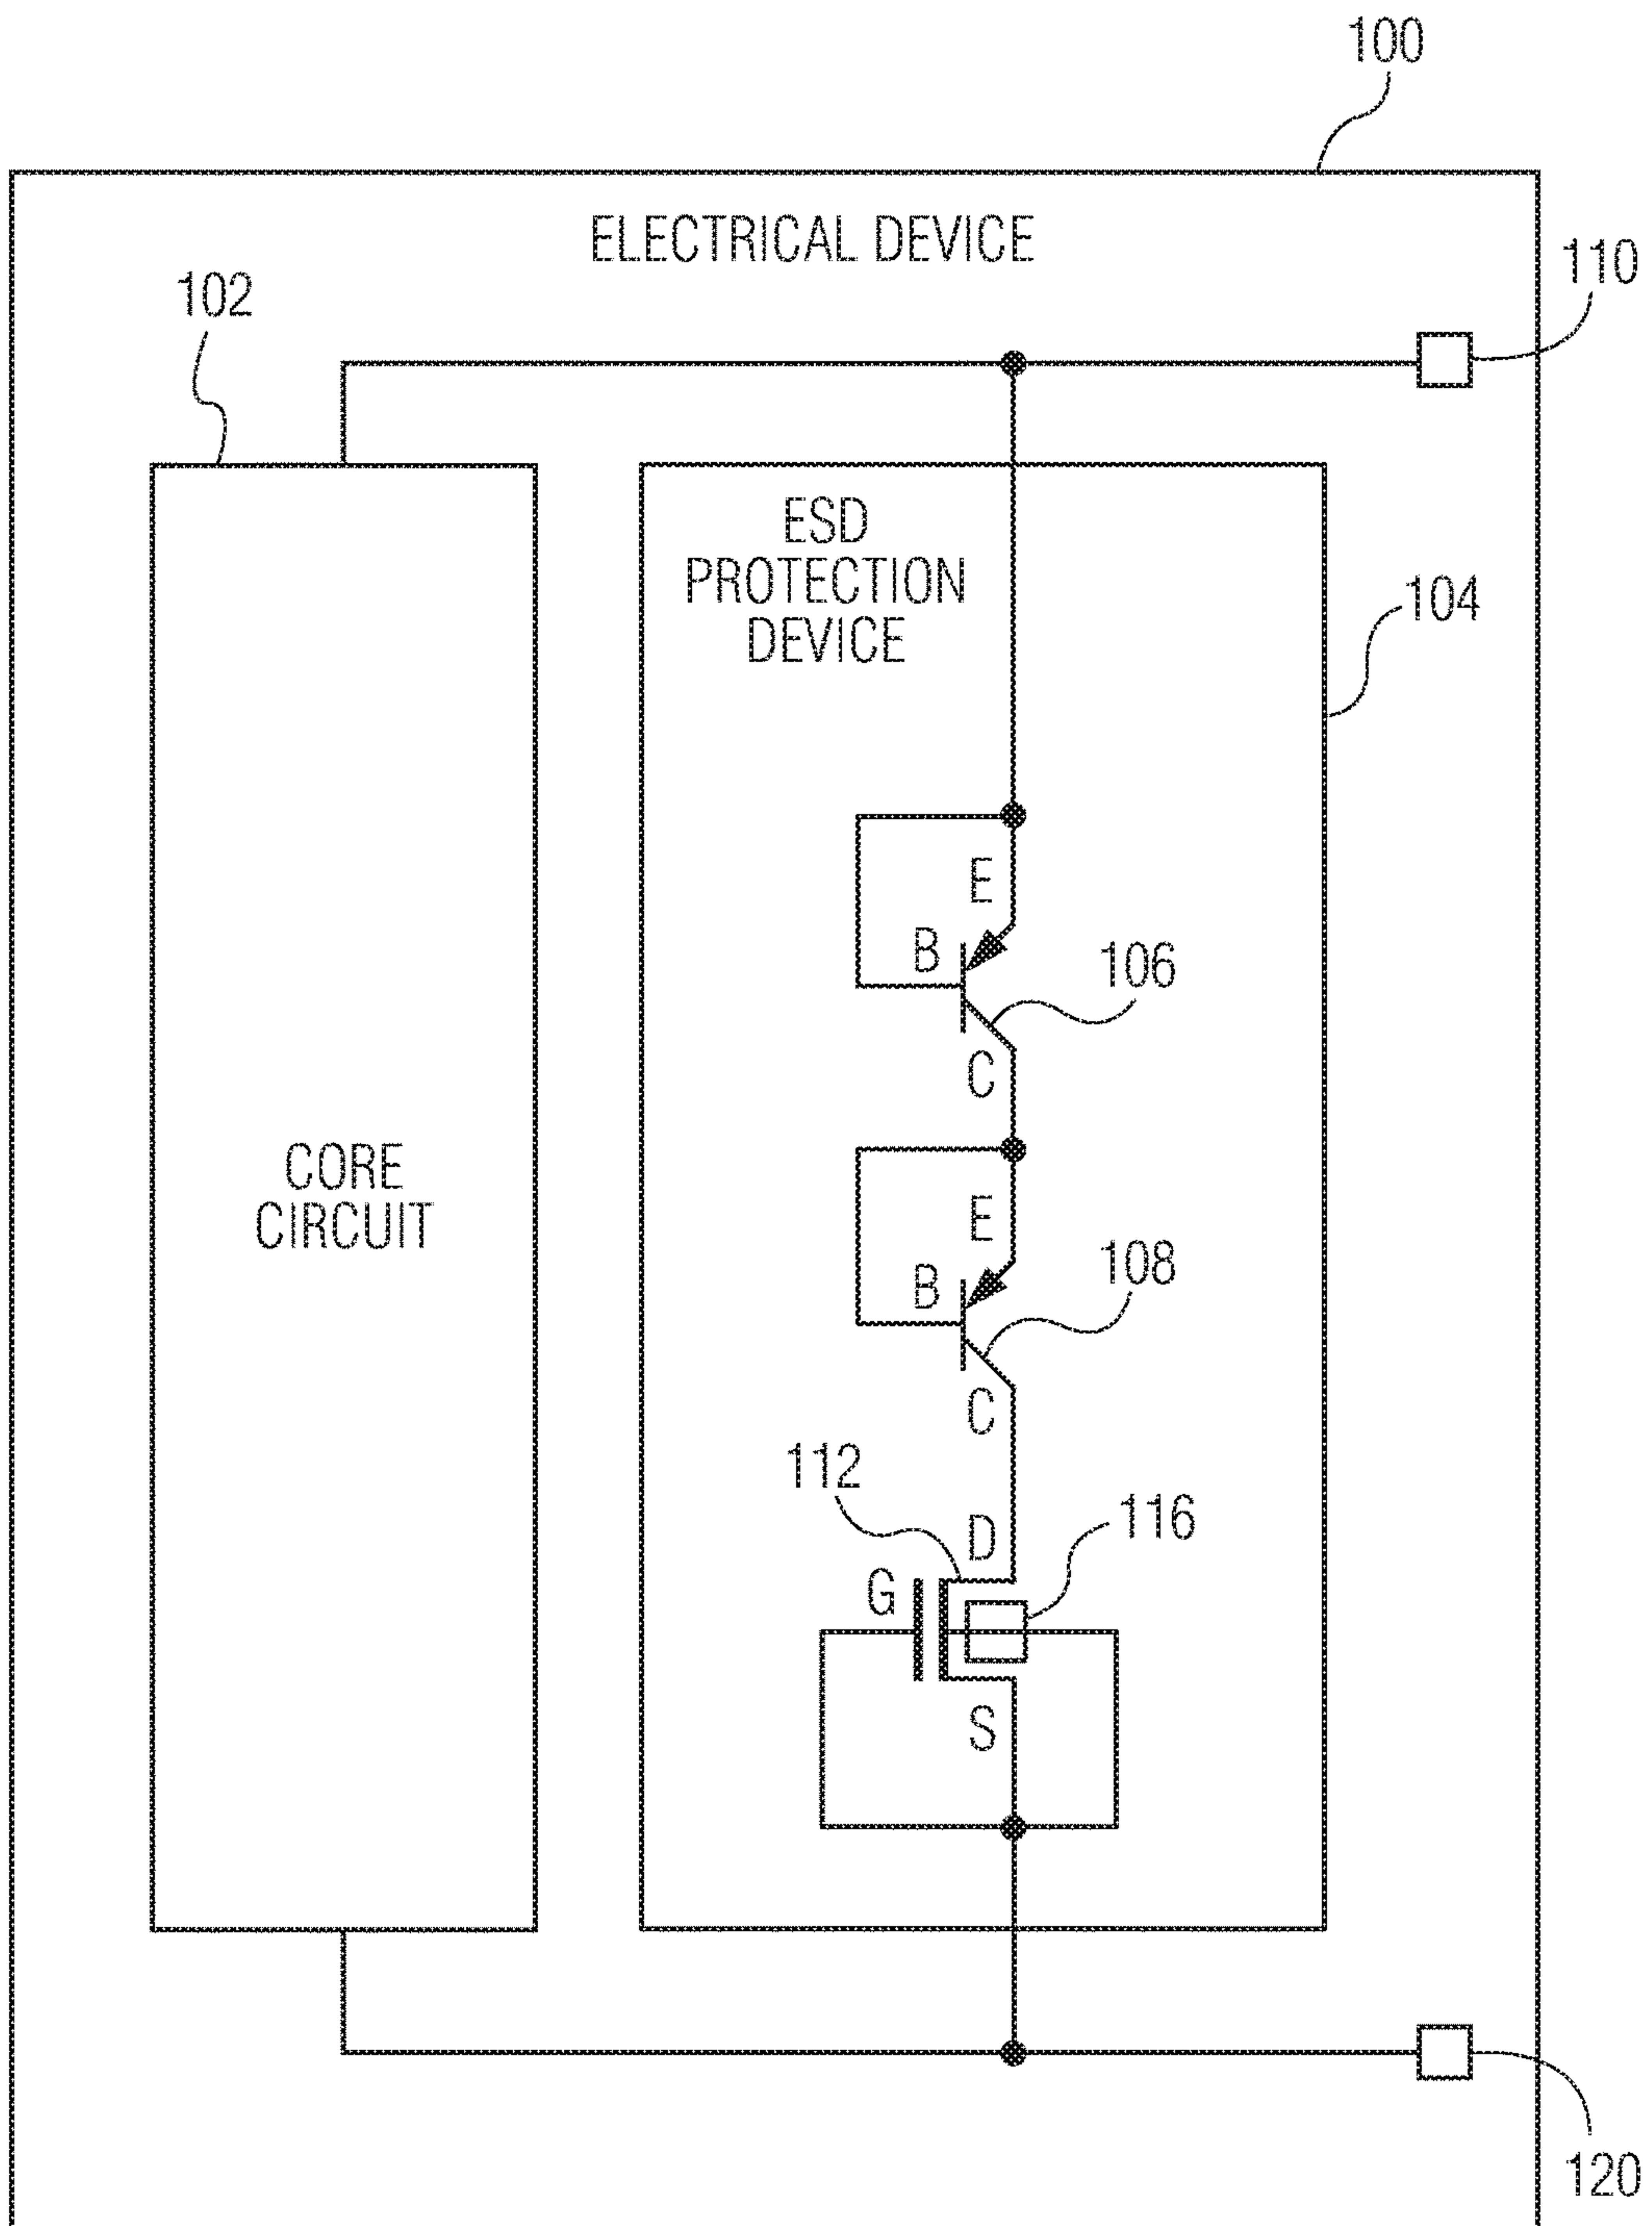 100
ELECTRICAL DEVICE
110
102
ESD
PROTECTION
DEVICE
104
E
B
106
C
CORE
CIRCUIT
E
B
108
C
112
D
116
G
S
120